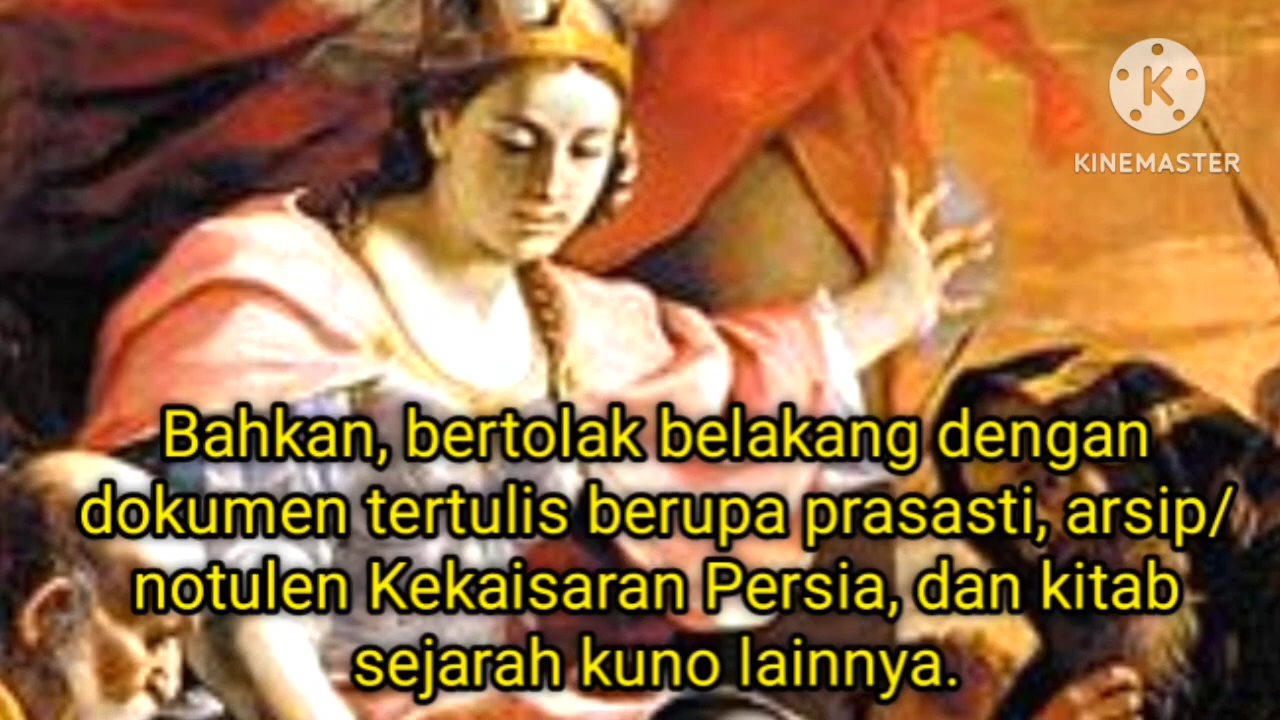 K
KINEMASTER
Bahkan, bertolak belakang dengan
dokumen tertulis berupa prasasti, arsip/
notulen Kekaisaran Persia, dan kitab
sejarah kuno lainnya.